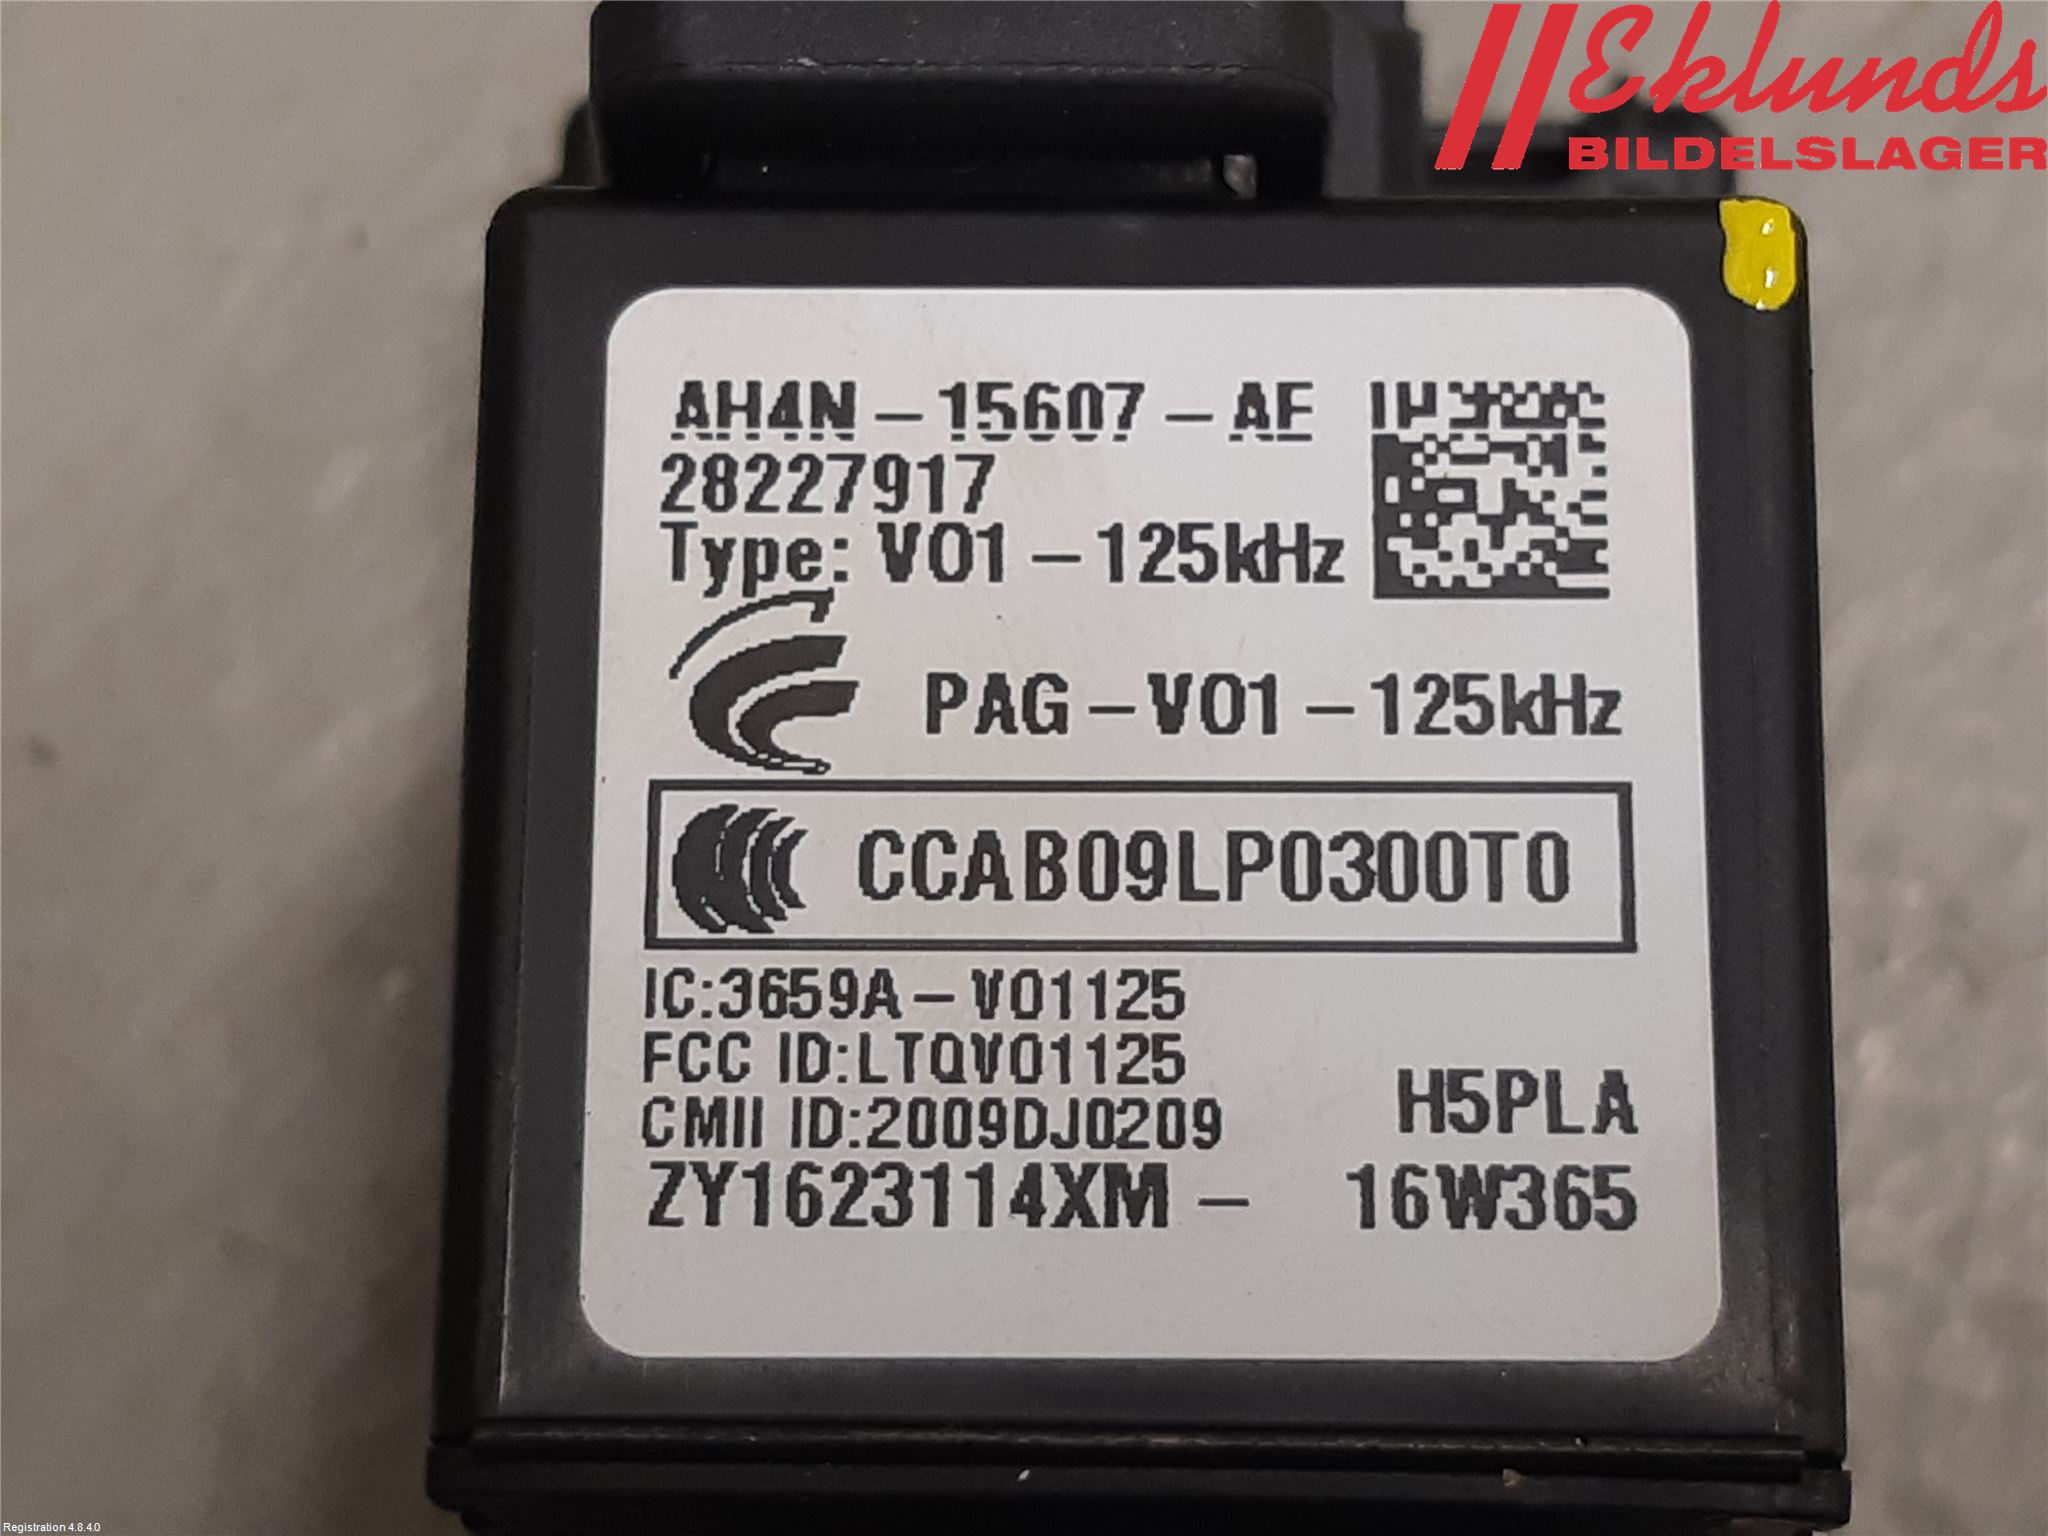 Eklunds
BILDELSLAGER
AH4N-15607-AE
28227917
Type: V01-125kHz
PAG-V01-125kHz
CCAB09LP0300T0
IC:3659A-V01125
FCC ID:LTQV01125
CMII ID:2009DJ0209
H5PLA
ZY1623114XM- 16W365
Registration 4.8.4.0